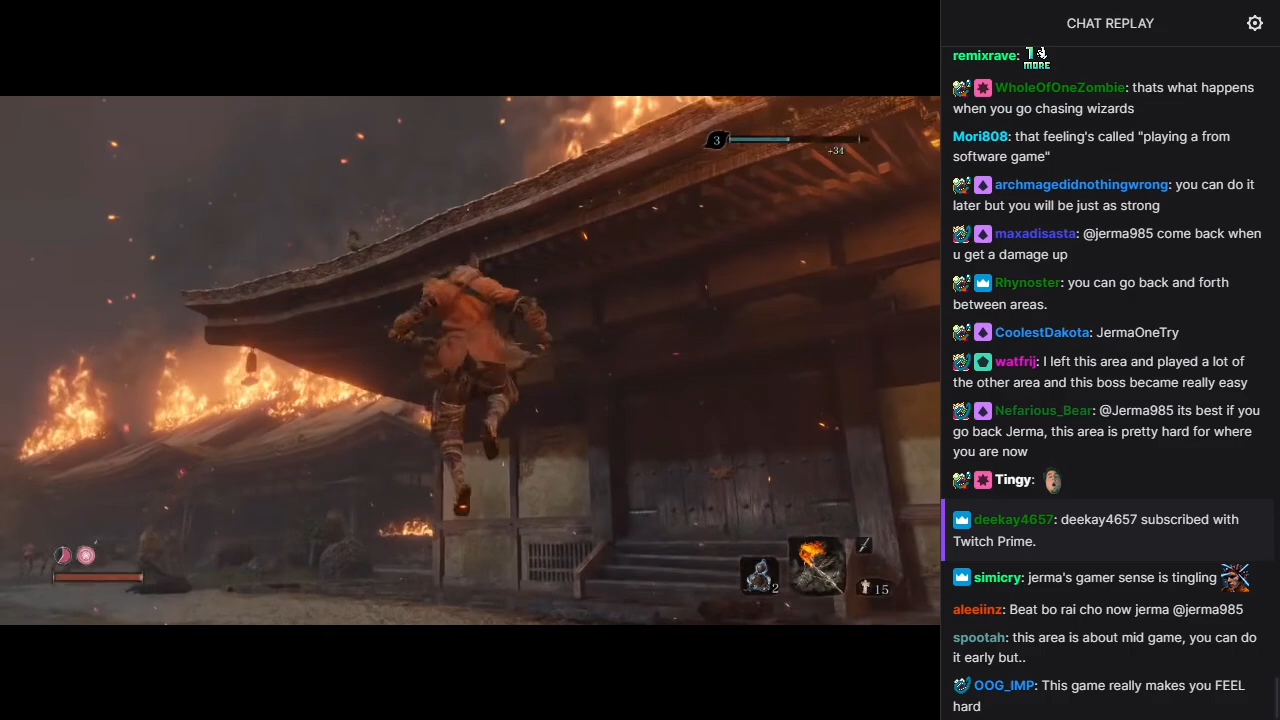 CHAT REPLAY
remixrave: 1 MORE
WholeOfOneZombie: thats what happens
when you go chasing wizards
Mori808: that feeling's called "playing a from
software game"
archmagedidnothingwrong: you can do it
later but you will be just as strong
maxadisasta: @jerma985 come back when
u get a damage up
Rhynoster: you can go back and forth
between areas.
CoolestDakota: JermaOneTry
watfrij: I left this area and played a lot of
the other area and this boss became really easy
Nefarious_Bear: @Jerma985 its best if you
go back Jerma, this area is pretty hard for where
you are now
Tingy:
deekay4657: deekay4657 subscribed with
Twitch Prime.
simicry: jerma's gamer sense is tingling
aleeiinz: Beat bo rai cho now jerma @jerma985
spootah: this area is about mid game, you can do
it early but..
OOG_IMP: This game really makes you FEEL
hard
3
+34
2
15